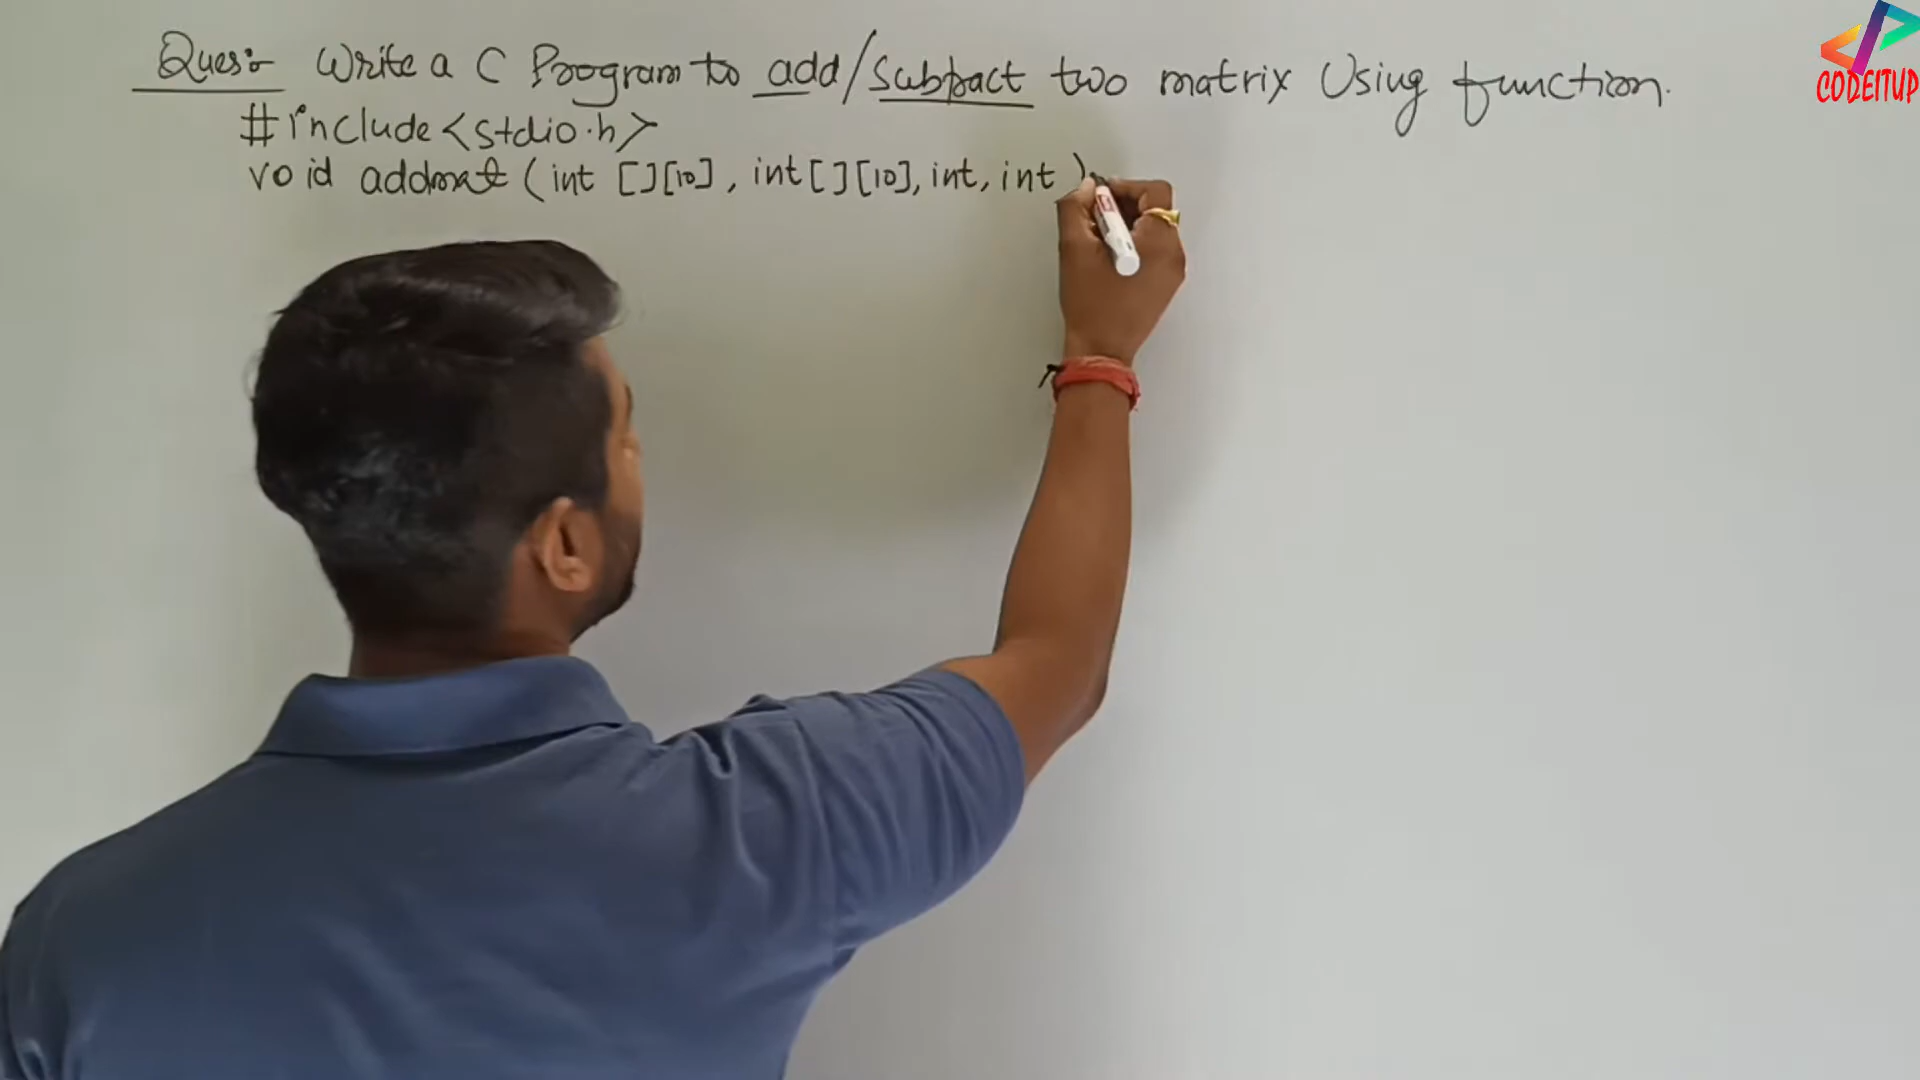 Ques:- Write a C Program to add/Subtract two matrix Using function.
CODEITUP
#include<stdio.h>
void addmat (int [][10], int[][10], int, int )